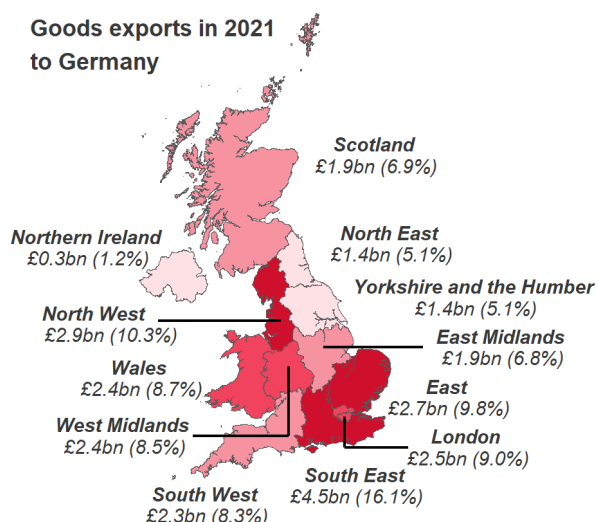 Goods exports in 2021
to Germany
Scotland
£1.9bn (6.9%)
Northern Ireland
£0.3bn (1.2%)
North East
£1.4bn (5.1%)
Yorkshire and the Humber
£1.4bn (5.1%)
North West
£2.9bn (10.3%)
East Midlands
£1.9bn (6.8%)
Wales
£2.4bn (8.7%)
East
£2.7bn (9.8%)
West Midlands
£2.4bn (8.5%)
London
£2.5bn (9.0%)
South East
£4.5bn (16.1%)
South West
£2.3bn (8.3%)